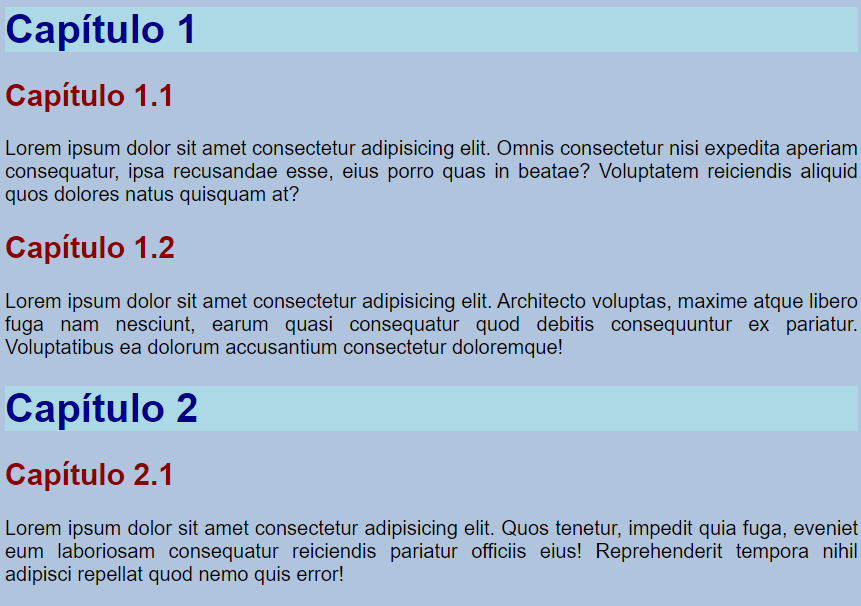 Capítulo 1
Capítulo 1.1
Lorem ipsum dolor sit amet consectetur adipisicing elit. Omnis consectetur nisi expedita aperiam
consequatur, ipsa recusandae esse, eius porro quas in beatae? Voluptatem reiciendis aliquid
quos dolores natus quisquam at?
Capítulo 1.2
Lorem ipsum dolor sit amet consectetur adipisicing elit. Architecto voluptas, maxime atque libero
fuga nam nesciunt, earum quasi consequatur quod debitis consequuntur ex pariatur.
Voluptatibus ea dolorum accusantium consectetur doloremque!
Capítulo 2
Capítulo 2.1
Lorem ipsum dolor sit amet consectetur adipisicing elit. Quos tenetur, impedit quia fuga, eveniet
eum laboriosam consequatur reiciendis pariatur officiis eius! Reprehenderit tempora nihil
adipisci repellat quod nemo quis error!